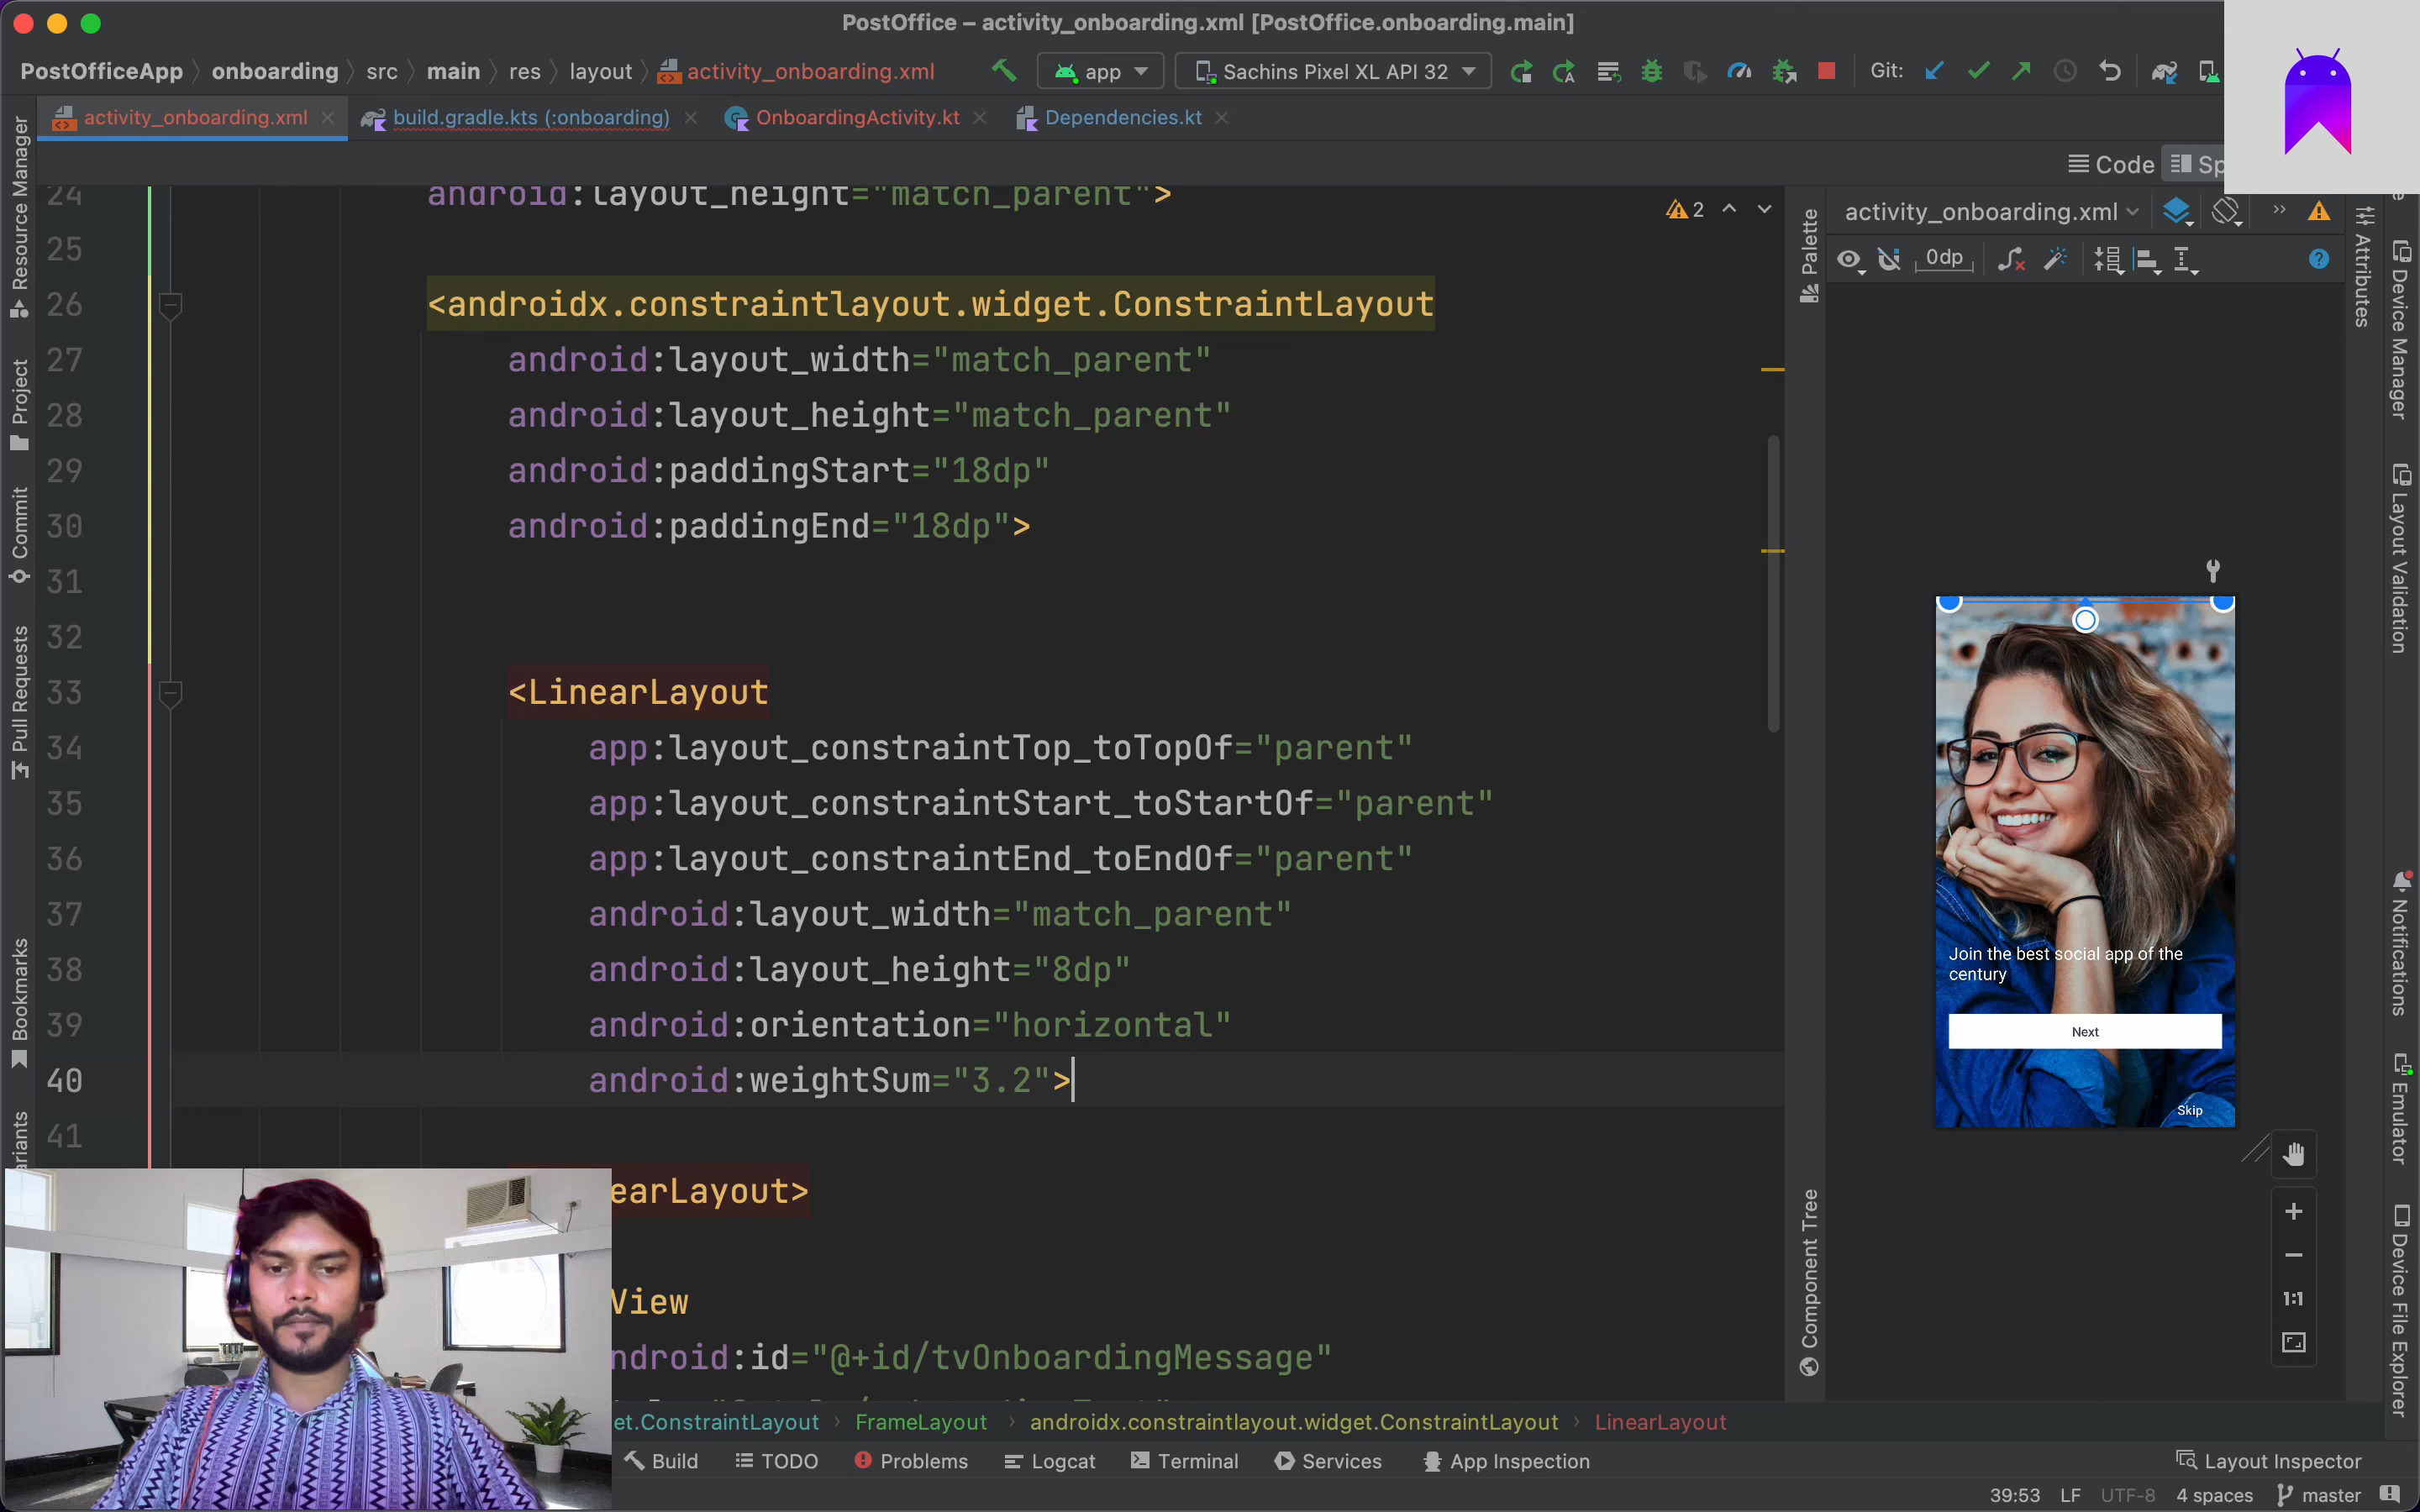 PostOffice – activity_onboarding.xml [PostOffice.onboarding.main]
PostOfficeApp onboarding src main res layout activity_onboarding.xml app Sachins Pixel XL API 32 Git:
activity_onboarding.xml build.gradle.kts (:onboarding) OnboardingActivity.kt Dependencies.kt
Code Sp
24 android:layout_height="match_parent">
25
26 <androidx.constraintlayout.widget.ConstraintLayout
27 android:layout_width="match_parent"
28 android:layout_height="match_parent"
29 android:paddingStart="18dp"
30 android:paddingEnd="18dp">
31
32
33 <LinearLayout
34 app:layout_constraintTop_toTopOf="parent"
35 app:layout_constraintStart_toStartOf="parent"
36 app:layout_constraintEnd_toEndOf="parent"
37 android:layout_width="match_parent"
38 android:layout_height="8dp"
39 android:orientation="horizontal"
40 android:weightSum="3.2">
41
earLayout>
View
ndroid:id="@+id/tvOnboardingMessage"
2
activity_onboarding.xml
0dp
Join the best social app of the
century
Next
Skip
1:1
Resource Manager
Project
Commit
Pull Requests
Bookmarks
ariants
Palette
Component Tree
Attributes
Device Manager
Layout Validation
Notifications
Emulator
Device File Explorer
et.ConstraintLayout FrameLayout androidx.constraintlayout.widget.ConstraintLayout LinearLayout
Build TODO Problems Logcat Terminal Services App Inspection Layout Inspector
39:53 LF UTF-8 4 spaces master